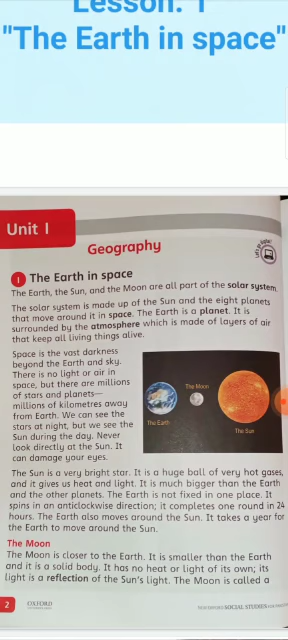 Lesson: 1
"The Earth in space"
Unit 1
Geography
Let's go digital!
1 The Earth in space
The Earth, the Sun, and the Moon are all part of the solar system.
The solar system is made up of the Sun and the eight planets
that move around it in space. The Earth is a planet. It is
surrounded by the atmosphere which is made of layers of air
that keep all living things alive.
Space is the vast darkness
beyond the Earth and sky.
There is no light or air in
space, but there are millions
of stars and planets—
millions of kilometres away
from Earth. We can see the
stars at night, but we see the
Sun during the day. Never
look directly at the Sun. It
can damage your eyes.
The Moon
The Earth
The Sun
The Sun is a very bright star. It is a huge ball of very hot gases,
and it gives us heat and light. It is much bigger than the Earth
and the other planets. The Earth is not fixed in one place. It
spins in an anticlockwise direction; it completes one round in 24
hours. The Earth also moves around the Sun. It takes a year for
the Earth to move around the Sun.
The Moon
The Moon is closer to the Earth. It is smaller than the Earth
and it is a solid body. It has no heat or light of its own; its
light is a reflection of the Sun's light. The Moon is called a
2
OXFORD
SOCIAL STUDIES